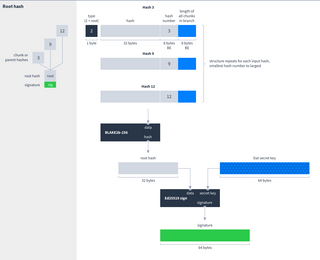 Root hash
12
6
3
chunk or
parent hashes
root hash
root
signature
sig
Hash 3
type
(2 = root)
hash
hash
number
length of
all chunks
in branch
2
3
1 byte
32 bytes
8 bytes
BE
8 bytes
BE
Hash 6
6
structure repeats for each input hash,
smallest hash number to largest
Hash 12
12
data
BLAKE2b-256
hash
root hash
Dat secret key
32 bytes
64 bytes
data
secret key
Ed25519 sign
signature
signature
64 bytes